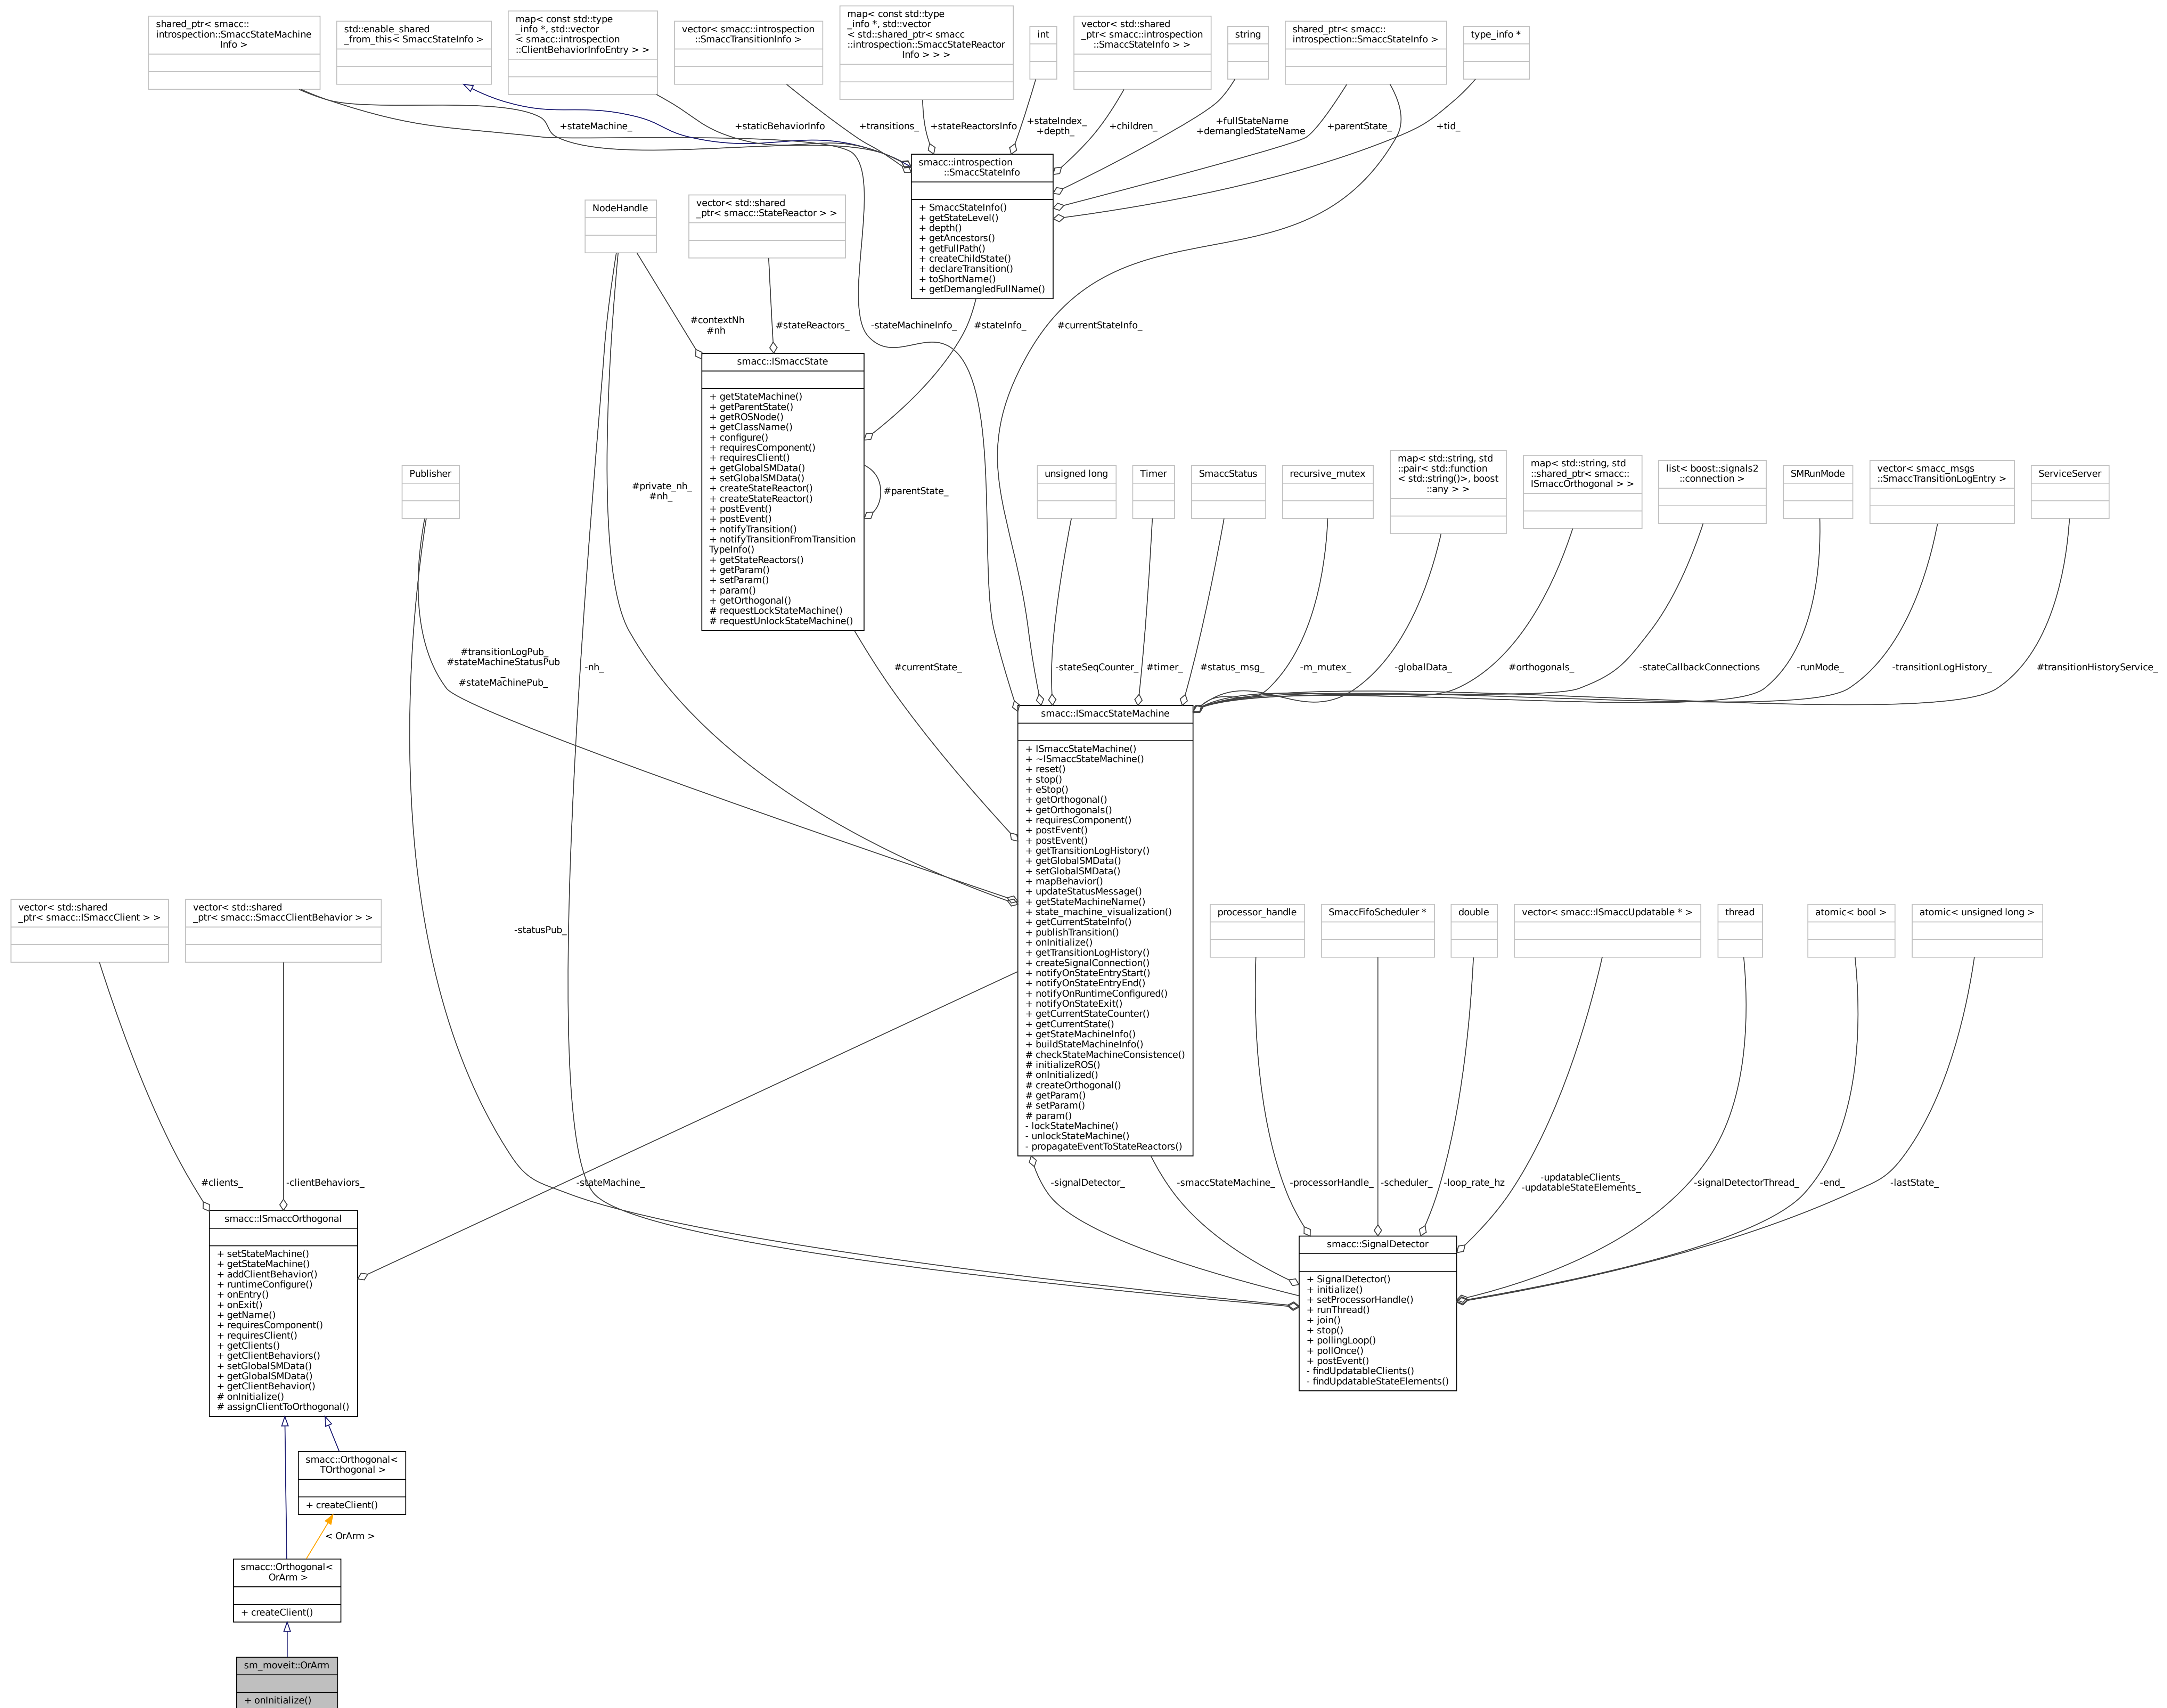 shared_ptr< smacc::
introspection::SmaccStateMachine
Info >
std::enable_shared
_from_this< SmaccStateInfo >
map< const std::type
_info *, std::vector
< smacc::introspection
::ClientBehaviorInfoEntry > >
vector< smacc::introspection
::SmaccTransitionInfo >
map< const std::type
_info *, std::vector
< std::shared_ptr< smacc
::introspection::SmaccStateReactor
Info > > >
int
vector< std::shared
_ptr< smacc::introspection
::SmaccStateInfo > >
string
shared_ptr< smacc::
introspection::SmaccStateInfo >
type_info *
+stateMachine_
+staticBehaviorInfo
+transitions_
+stateReactorsInfo
+stateIndex_
+depth_
+children_
+fullStateName
+demangledStateName
+parentState_
+tid_
smacc::introspection
::SmaccStateInfo
+ SmaccStateInfo()
+ getStateLevel()
+ depth()
+ getAncestors()
+ getFullPath()
+ createChildState()
+ declareTransition()
+ toShortName()
+ getDemangledFullName()
NodeHandle
vector< std::shared
_ptr< smacc::StateReactor > >
#contextNh
#nh
#stateReactors_
-stateMachineInfo_
#stateInfo_
#currentStateInfo_
smacc::ISmaccState
+ getStateMachine()
+ getParentState()
+ getROSNode()
+ getClassName()
+ configure()
+ requiresComponent()
+ requiresClient()
+ getGlobalSMData()
+ setGlobalSMData()
+ createStateReactor()
+ createStateReactor()
+ postEvent()
+ postEvent()
+ notifyTransition()
+ notifyTransitionFromTransition
TypeInfo()
+ getStateReactors()
+ getParam()
+ setParam()
+ param()
+ getOrthogonal()
# requestLockStateMachine()
# requestUnlockStateMachine()
#parentState_
Publisher
#private_nh_
#nh_
unsigned long
Timer
SmaccStatus
recursive_mutex
map< std::string, std
::pair< std::function
< std::string()>, boost
::any > >
map< std::string, std
::shared_ptr< smacc::
ISmaccOrthogonal > >
list< boost::signals2
::connection >
SMRunMode
vector< smacc_msgs
::SmaccTransitionLogEntry >
ServiceServer
#transitionLogPub_
#stateMachineStatusPub
_
#stateMachinePub_
-nh_
#currentState_
-stateSeqCounter_
#timer_
#status_msg_
-m_mutex_
-globalData_
#orthogonals_
-stateCallbackConnections
-runMode_
-transitionLogHistory_
#transitionHistoryService_
smacc::ISmaccStateMachine
+ ISmaccStateMachine()
+ ~ISmaccStateMachine()
+ reset()
+ stop()
+ eStop()
+ getOrthogonal()
+ getOrthogonals()
+ requiresComponent()
+ postEvent()
+ postEvent()
+ getTransitionLogHistory()
+ getGlobalSMData()
+ setGlobalSMData()
+ mapBehavior()
+ updateStatusMessage()
+ getStateMachineName()
+ state_machine_visualization()
+ getCurrentStateInfo()
+ publishTransition()
+ onInitialize()
+ getTransitionLogHistory()
+ createSignalConnection()
+ notifyOnStateEntryStart()
+ notifyOnStateEntryEnd()
+ notifyOnRuntimeConfigured()
+ notifyOnStateExit()
+ getCurrentStateCounter()
+ getCurrentState()
+ getStateMachineInfo()
+ buildStateMachineInfo()
# checkStateMachineConsistence()
# initializeROS()
# onInitialized()
# createOrthogonal()
# getParam()
# setParam()
# param()
- lockStateMachine()
- unlockStateMachine()
- propagateEventToStateReactors()
vector< std::shared
_ptr< smacc::ISmaccClient > >
vector< std::shared
_ptr< smacc::SmaccClientBehavior > >
-statusPub_
processor_handle
SmaccFifoScheduler *
double
vector< smacc::ISmaccUpdatable * >
thread
atomic< bool >
atomic< unsigned long >
#clients_
-clientBehaviors_
-stateMachine_
-signalDetector_
-smaccStateMachine_
-processorHandle_
-scheduler_
-loop_rate_hz
-updatableClients_
-updatableStateElements_
-signalDetectorThread_
-end_
-lastState_
smacc::ISmaccOrthogonal
+ setStateMachine()
+ getStateMachine()
+ addClientBehavior()
+ runtimeConfigure()
+ onEntry()
+ onExit()
+ getName()
+ requiresComponent()
+ requiresClient()
+ getClients()
+ getClientBehaviors()
+ setGlobalSMData()
+ getGlobalSMData()
+ getClientBehavior()
# onInitialize()
# assignClientToOrthogonal()
smacc::SignalDetector
+ SignalDetector()
+ initialize()
+ setProcessorHandle()
+ runThread()
+ join()
+ stop()
+ pollingLoop()
+ pollOnce()
+ postEvent()
- findUpdatableClients()
- findUpdatableStateElements()
smacc::Orthogonal<
TOrthogonal >
+ createClient()
< OrArm >
smacc::Orthogonal<
OrArm >
+ createClient()
sm_moveit::OrArm
+ onInitialize()